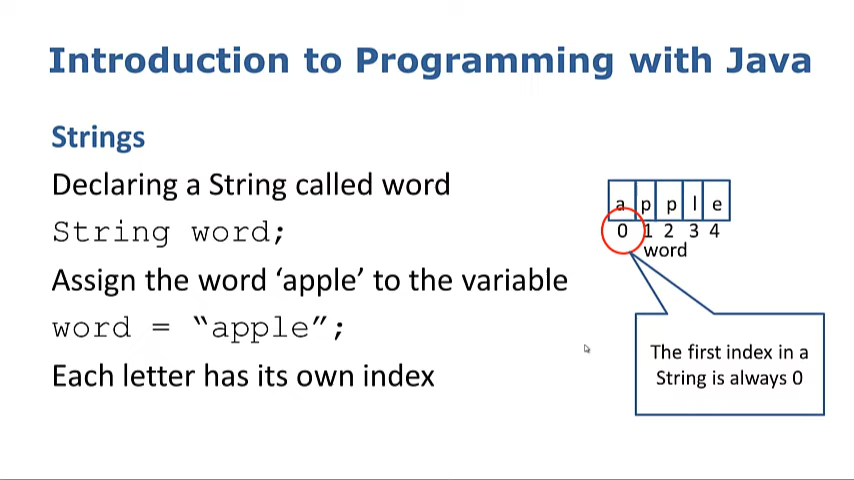 Introduction to Programming with Java
Strings
Declaring a String called word
String word;
Assign the word ‘apple’ to the variable
word = “apple”;
Each letter has its own index
a p p l e
0 1 2 3 4
word
The first index in a
String is always 0